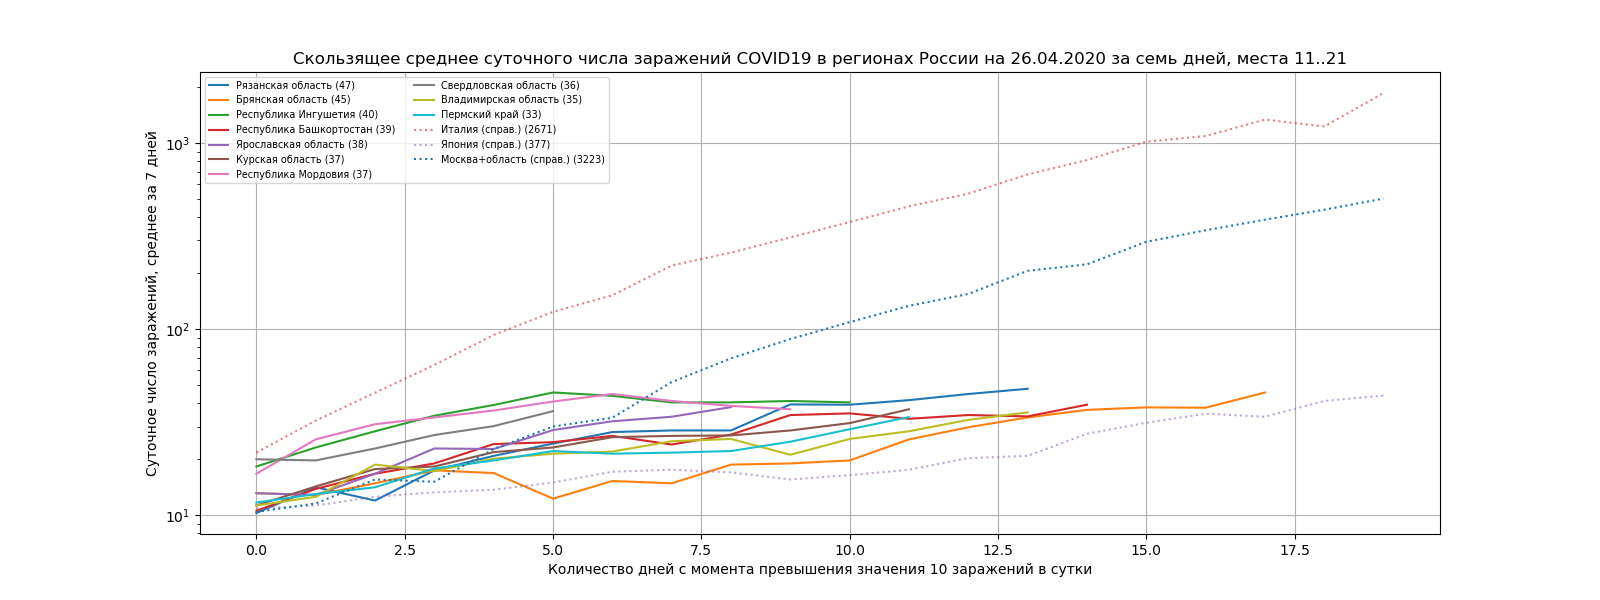 Скользящее среднее суточного числа заражений COVID19 в регионах России на 26.04.2020 за семь дней, места 11..21
Суточное число заражений, среднее за 7 дней
10³
10²
10¹
Рязанская область (47)
Брянская область (45)
Республика Ингушетия (40)
Республика Башкортостан (39)
Ярославская область (38)
Курская область (37)
Республика Мордовия (37)
Свердловская область (36)
Владимирская область (35)
Пермский край (33)
Италия (справ.) (2671)
Япония (справ.) (377)
Москва+область (справ.) (3223)
0.0 2.5 5.0 7.5 10.0 12.5 15.0 17.5
Количество дней с момента превышения значения 10 заражений в сутки